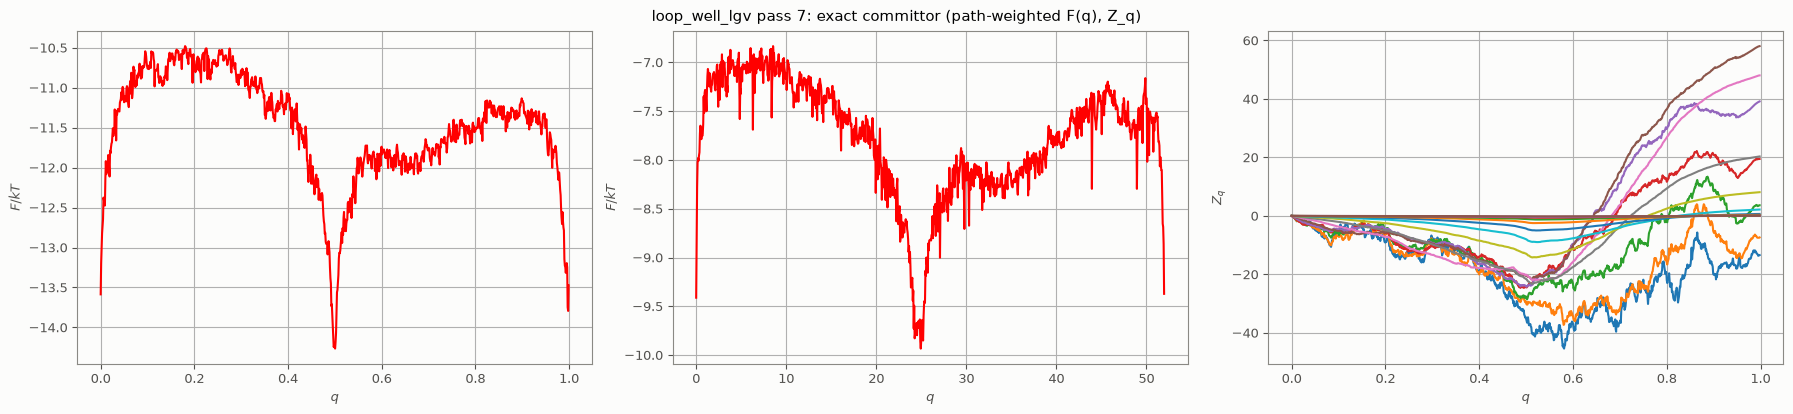 loop_well_lgv pass 7: exact committor (path-weighted F(q), Z_q)
F/kT
−10.5
−11.0
−11.5
−12.0
−12.5
−13.0
−13.5
−14.0
0.0 0.2 0.4 0.6 0.8 1.0
q
F/kT
−7.0
−7.5
−8.0
−8.5
−9.0
−9.5
−10.0
0 10 20 30 40 50
q
Z_q
60
40
20
0
−20
−40
0.0 0.2 0.4 0.6 0.8 1.0
q